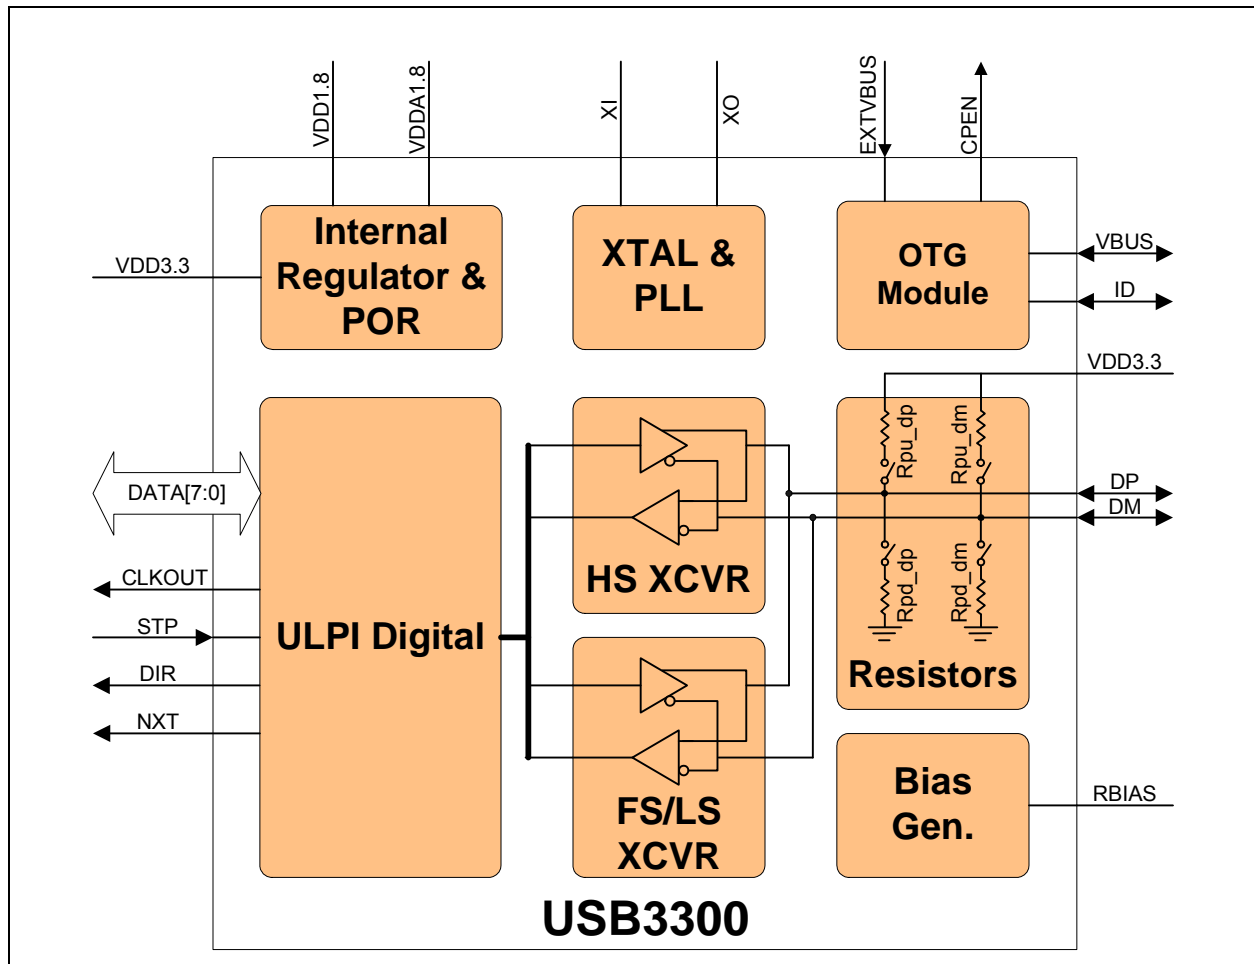 VDD1.8
VDDA1.8
XI
XO
EXTVBUS
CPEN
Internal
Regulator &
POR
XTAL &
PLL
OTG
Module
VDD3.3
VBUS
ID
VDD3.3
Rpu_dp
Rpu_dm
DP
DM
DATA[7:0]
CLKOUT
STP
DIR
NXT
ULPI Digital
HS XCVR
Rpd_dp
Rpd_dm
Resistors
FS/LS
XCVR
Bias
Gen.
RBIAS
USB3300